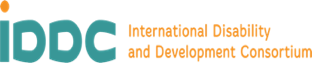 iDDC
International Disability
and Development Consortium